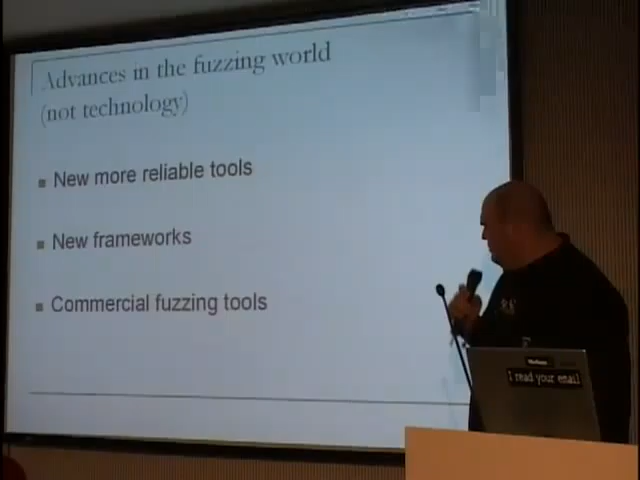 Advances in the fuzzing world
(not technology)
New more reliable tools
New frameworks
Commercial fuzzing tools
I read your email